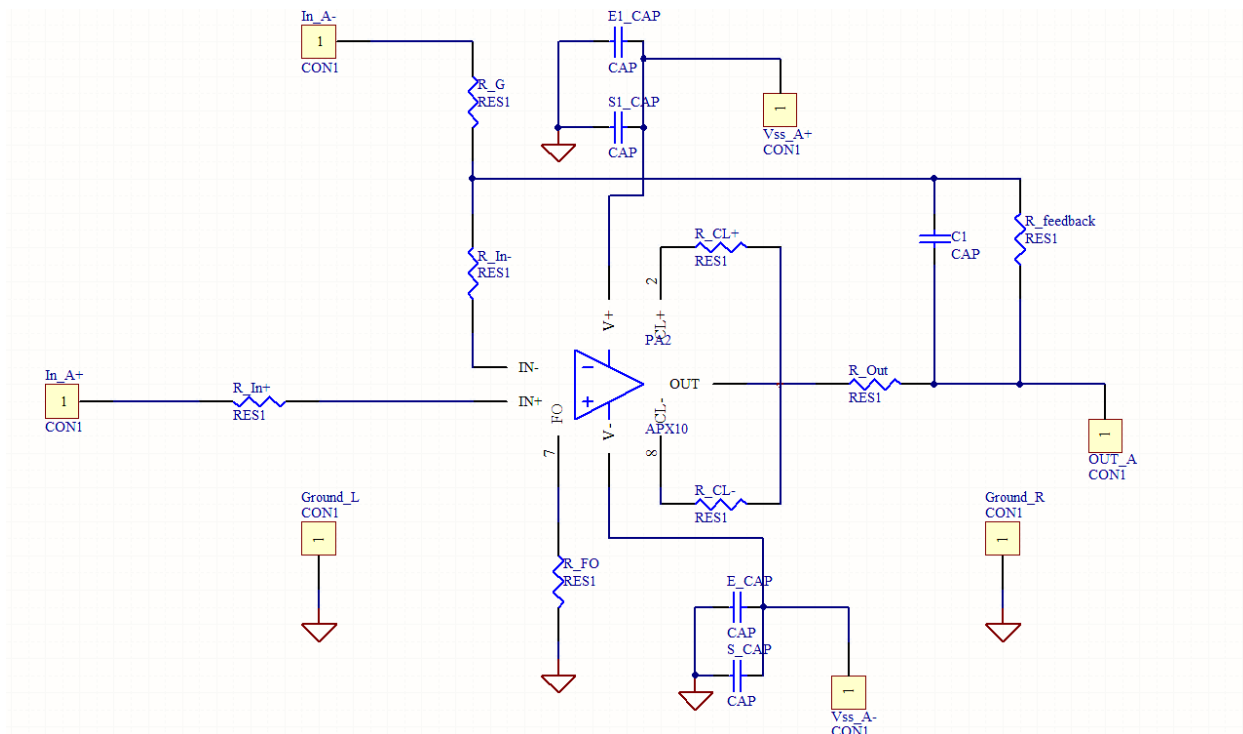 In_A-
1
CON1
R_G
RES1
E1_CAP
CAP
S1_CAP
CAP
1
Vss_A+
CON1
R_In-
RES1
R_CL+
RES1
C1
CAP
R_feedback
RES1
2
V+
CL+
PA2
IN-
OUT
R_Out
RES1
In_A+
1
CON1
R_In+
RES1
IN+
FO
V-
CL-
APX10
7
8
1
OUT_A
CON1
R_CL-
RES1
Ground_L
CON1
1
Ground_R
CON1
1
R_FO
RES1
E_CAP
CAP
S_CAP
CAP
1
Vss_A-
CON1